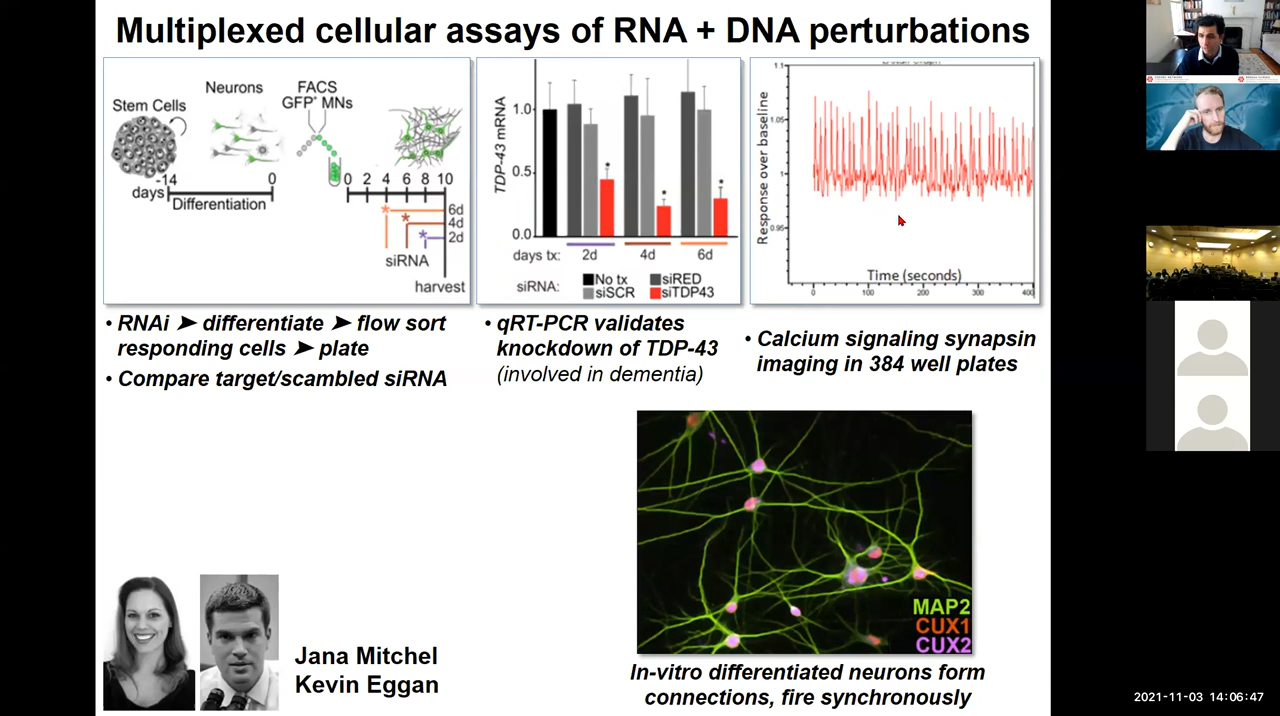 Multiplexed cellular assays of RNA + DNA perturbations
Stem Cells
Neurons
FACS
GFP⁺ MNs
-14
0
days
Differentiation
0 2 4 6 8 10
* 6d
* 4d
* 2d
siRNA
harvest
TDP-43 mRNA
1.0
0.5
0.0
* * *
days tx: 2d 4d 6d
siRNA: No tx siRED
siSCR siTDP43
Response over baseline
1.1
1.05
1
0.95
Time (seconds)
0 100 200 300 400
• RNAi ➤ differentiate ➤ flow sort
responding cells ➤ plate
• Compare target/scambled siRNA
• qRT-PCR validates
knockdown of TDP-43
(involved in dementia)
• Calcium signaling synapsin
imaging in 384 well plates
MAP2
CUX1
CUX2
In-vitro differentiated neurons form
connections, fire synchronously
Jana Mitchel
Kevin Eggan
2021-11-03 14:06:47